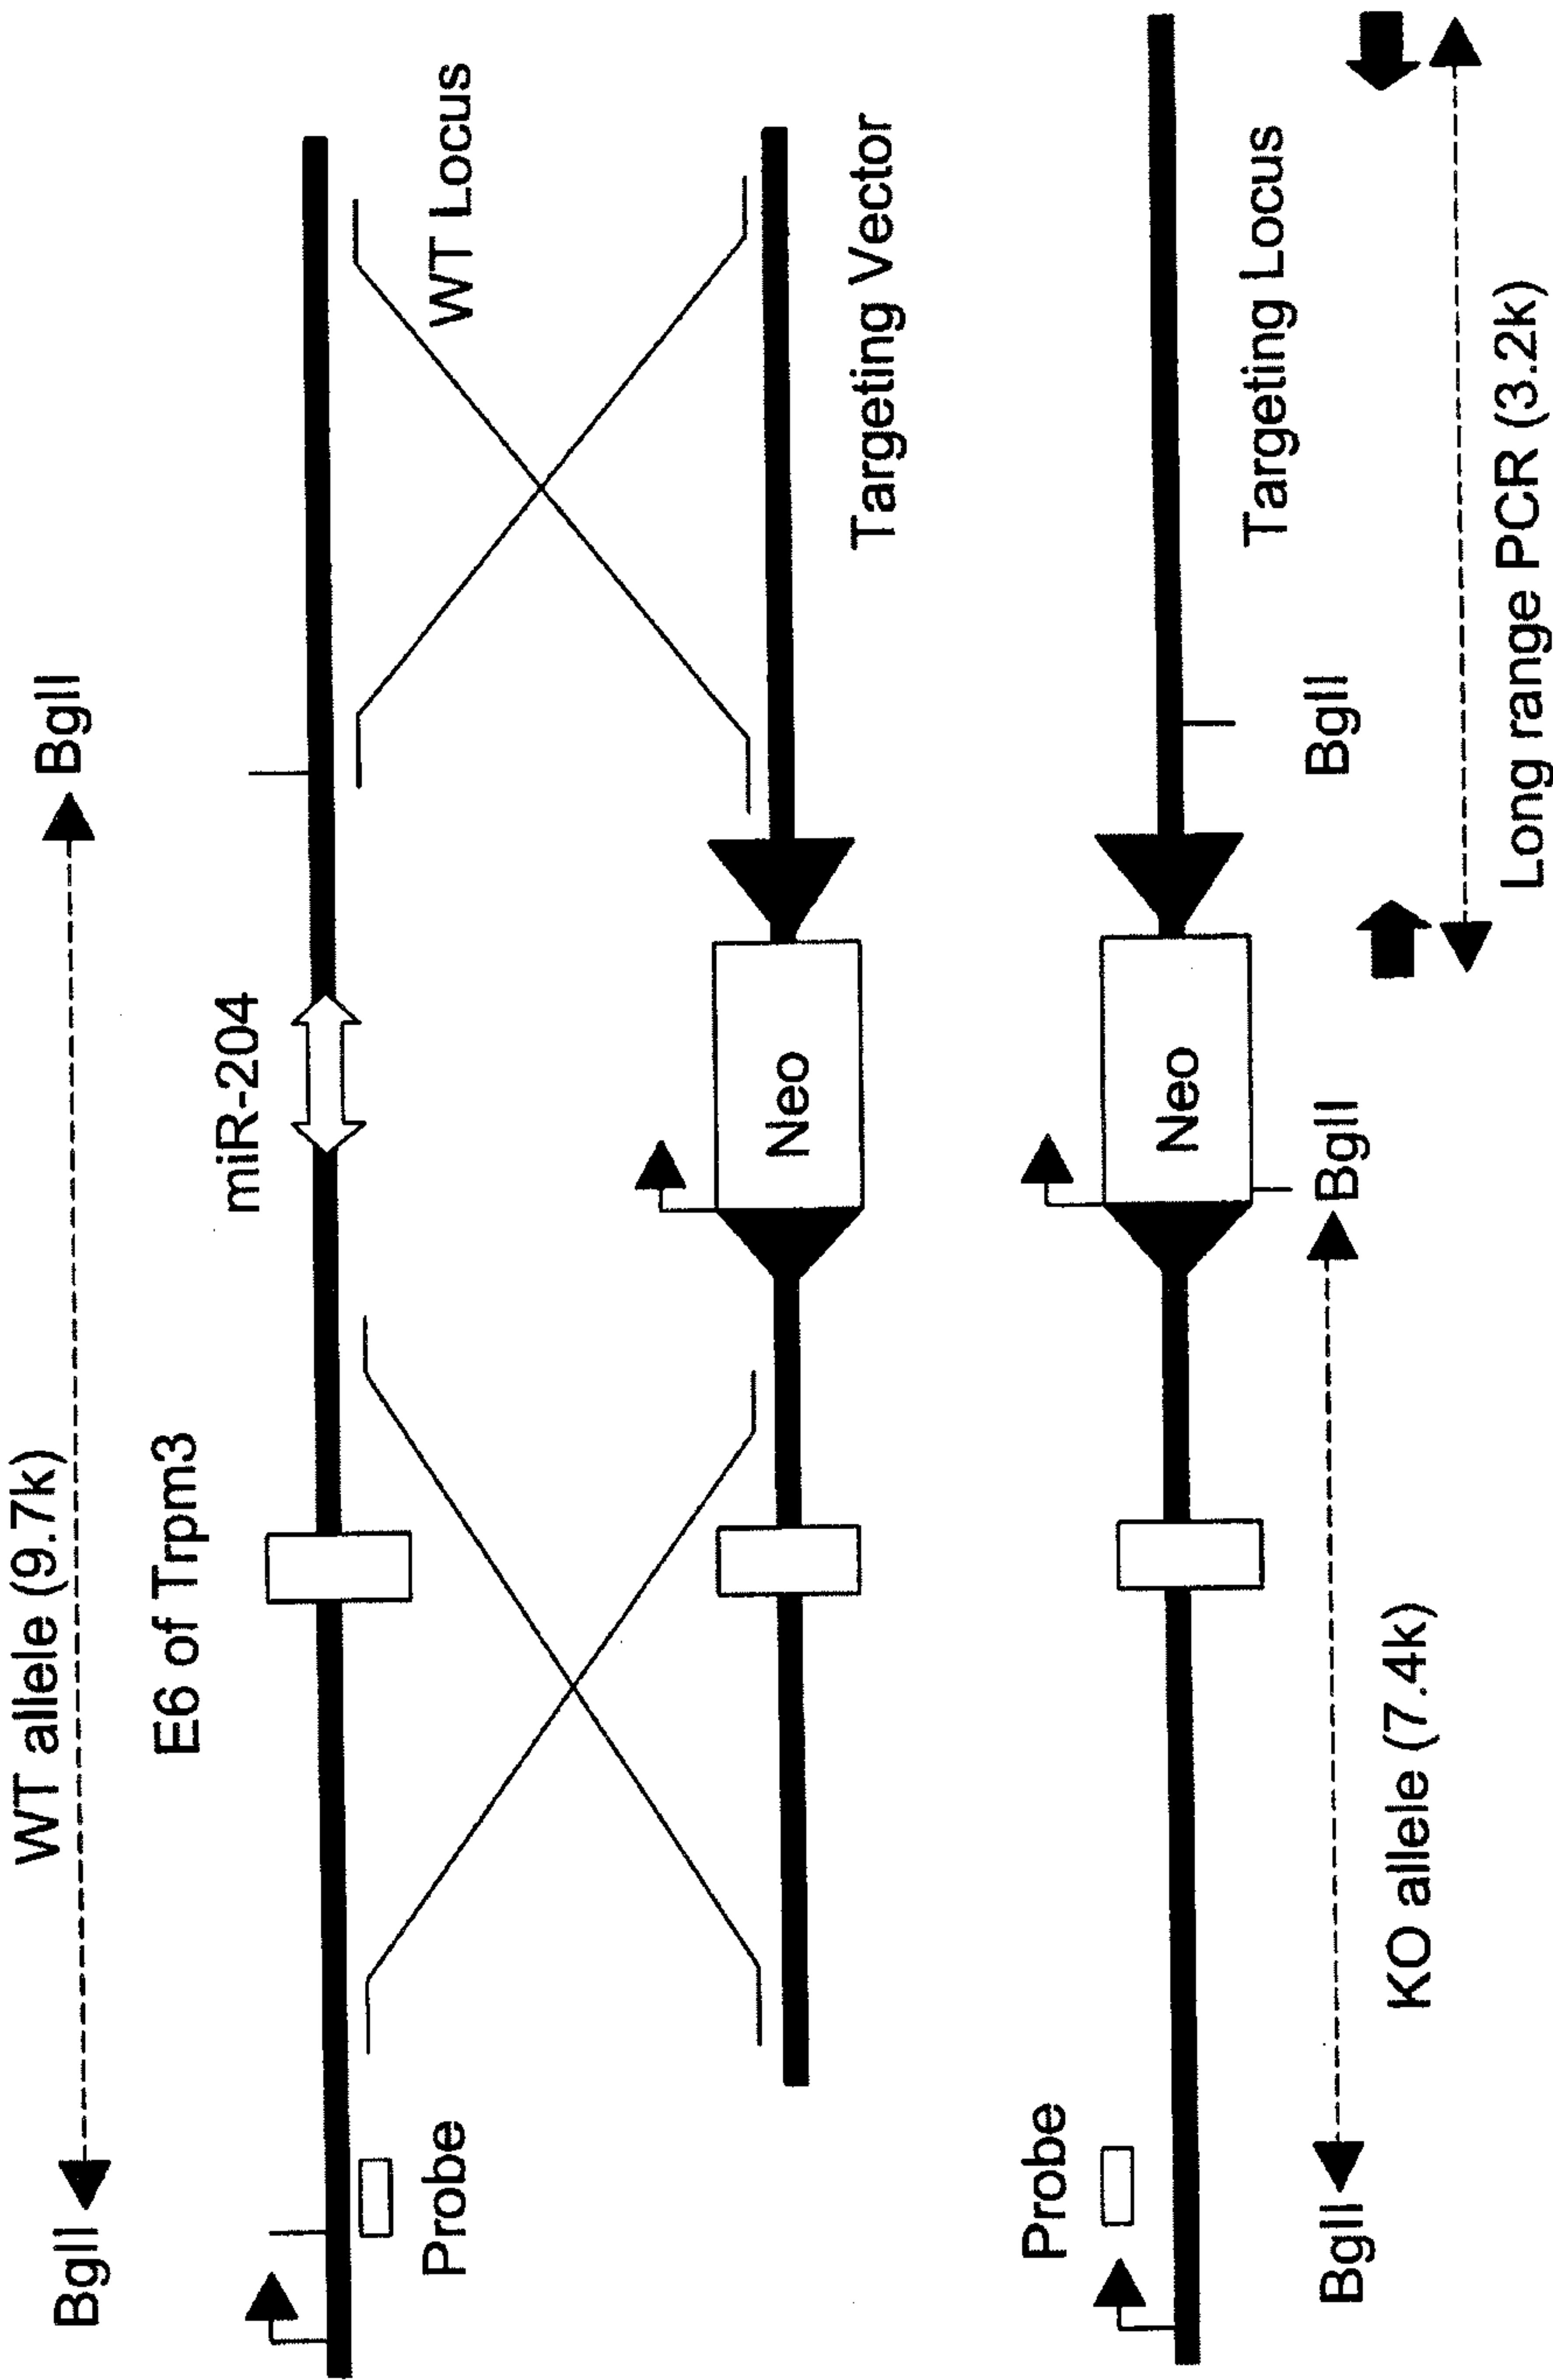 WT allele (9.7k)
BglI
BglI
E6 of Trpm3
miR-204
Probe
WT Locus
Neo
Targeting Vector
Probe
Neo
Targeting Locus
BglI
BglI
BglI
KO allele (7.4k)
Long range PCR (3.2k)